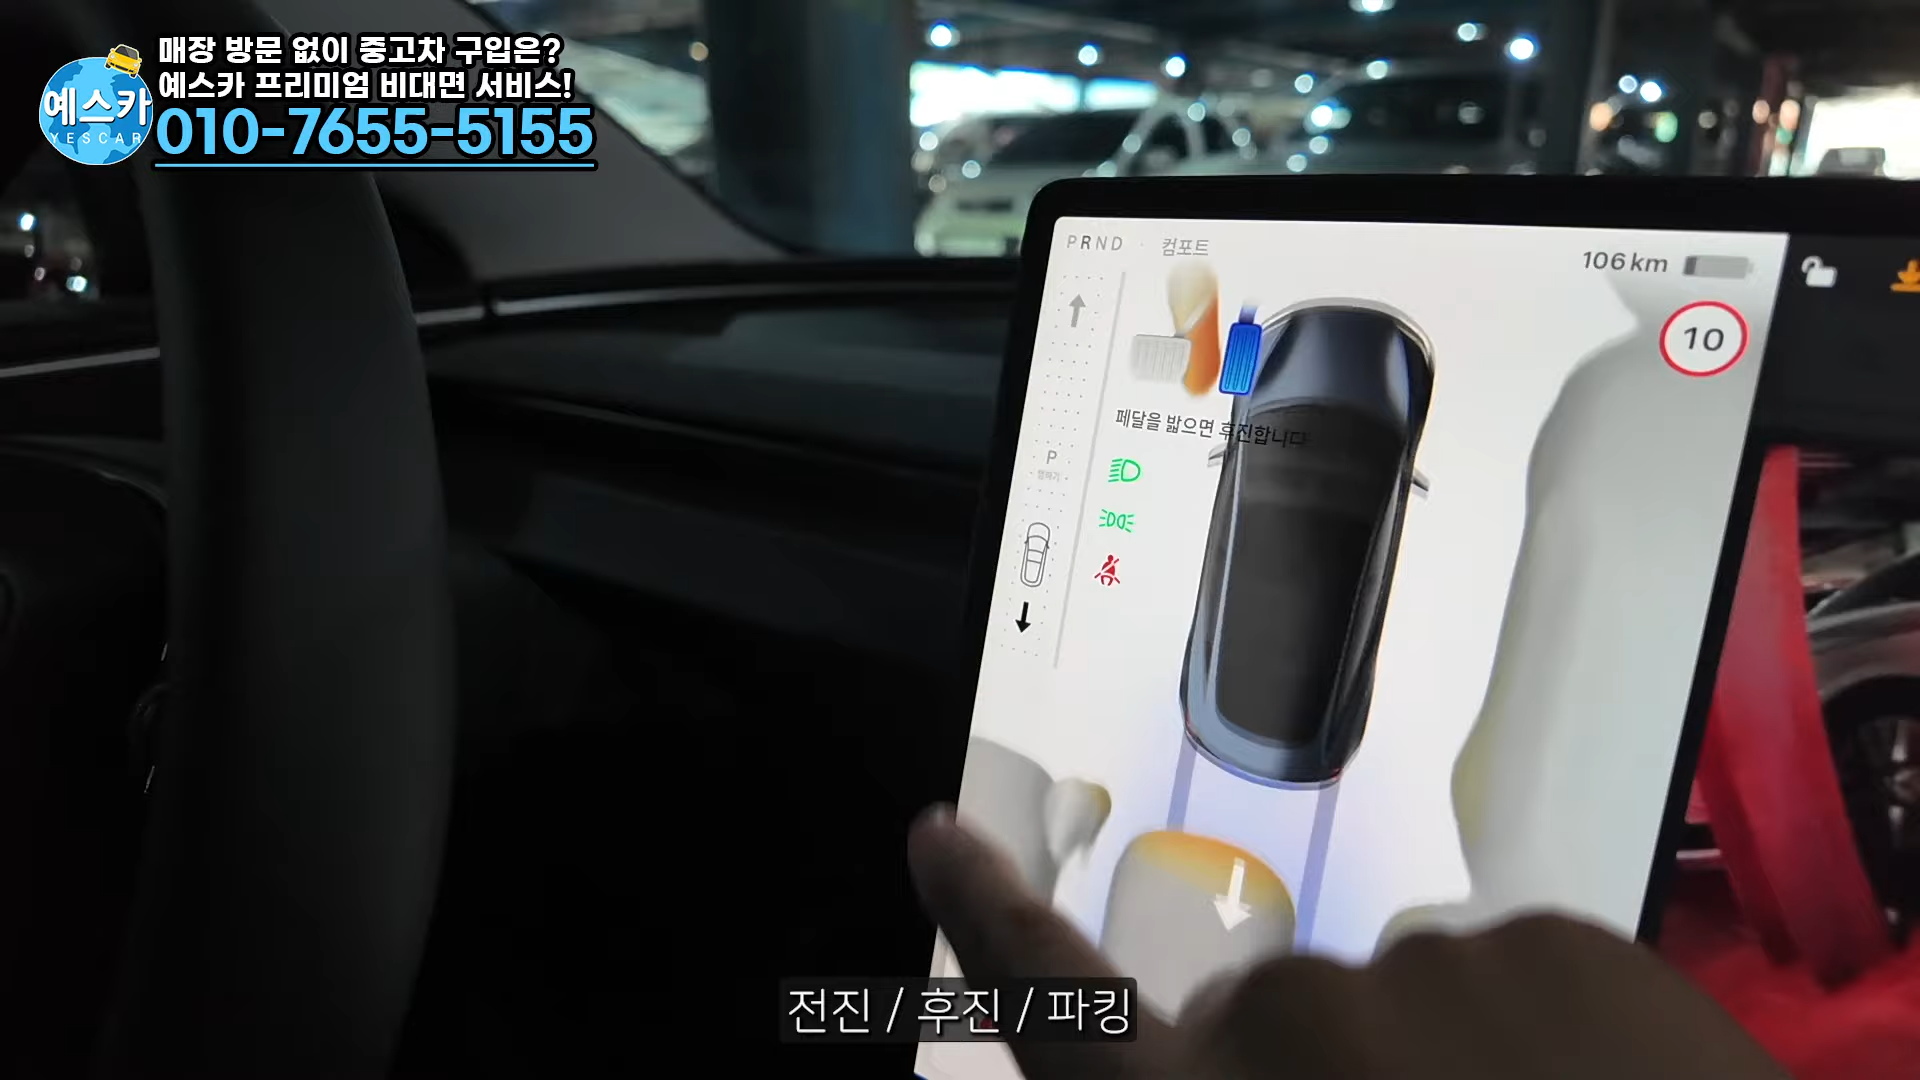 매장 방문 없이 중고차 구입은?
예스카 프리미엄 비대면 서비스!
010-7655-5155
예스카
YESCAR
PRND · 컴포트
106 km
10
페달을 밟으면 후진합니다
P
전진 / 후진 / 파킹